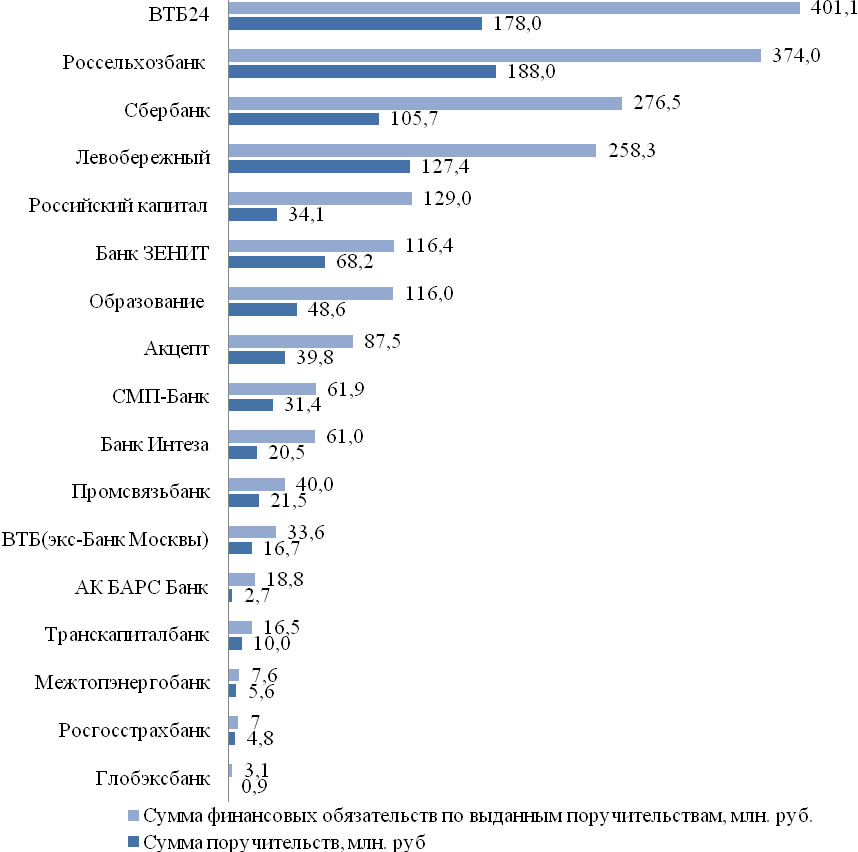 ВТБ24
401,1
178,0
Россельхозбанк
374,0
188,0
Сбербанк
276,5
105,7
Левобережный
258,3
127,4
Российский капитал
129,0
34,1
Банк ЗЕНИТ
116,4
68,2
Образование
116,0
48,6
Акцепт
87,5
39,8
СМП-Банк
61,9
31,4
Банк Интеза
61,0
20,5
Промсвязьбанк
40,0
21,5
ВТБ(экс-Банк Москвы)
33,6
16,7
АК БАРС Банк
18,8
2,7
Транскапиталбанк
16,5
10,0
Межтопэнергобанк
7,6
5,6
Росгосстрахбанк
7
4,8
Глобэксбанк
3,1
0,9
Сумма финансовых обязательств по выданным поручительствам, млн. руб.
Сумма поручительств, млн. руб